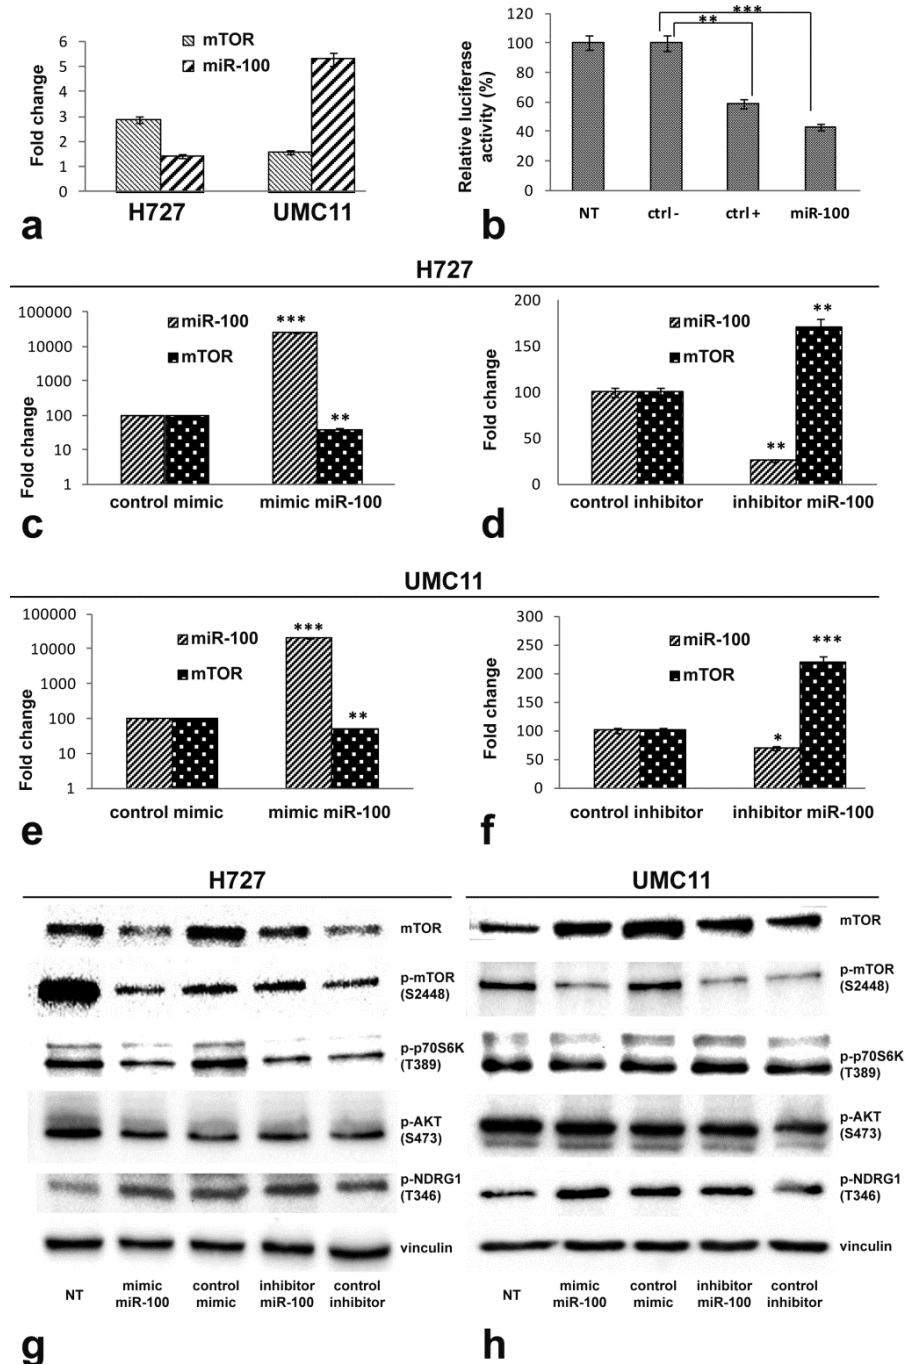 6
5
4
3
2
1
0
Fold change
mTOR
miR-100
H727 UMC11
a
120
100
80
60
40
20
0
Relative luciferase
activity (%)
***
**
NT ctrl - ctrl + miR-100
b
H727
100000
10000
1000
100
10
1
Fold change
miR-100
mTOR
***
**
control mimic mimic miR-100
c
200
150
100
50
0
Fold change
miR-100
mTOR
**
**
control inhibitor inhibitor miR-100
d
UMC11
100000
10000
1000
100
10
1
Fold change
miR-100
mTOR
***
**
control mimic mimic miR-100
e
300
250
200
150
100
50
0
Fold change
miR-100
mTOR
***
*
control inhibitor inhibitor miR-100
f
H727
mTOR
p-mTOR
(S2448)
p-p70S6K
(T389)
p-AKT
(S473)
p-NDRG1
(T346)
vinculin
NT mimic control inhibitor control
miR-100 mimic miR-100 inhibitor
g
UMC11
mTOR
p-mTOR
(S2448)
p-p70S6K
(T389)
p-AKT
(S473)
p-NDRG1
(T346)
vinculin
NT mimic control inhibitor control
miR-100 mimic miR-100 inhibitor
h